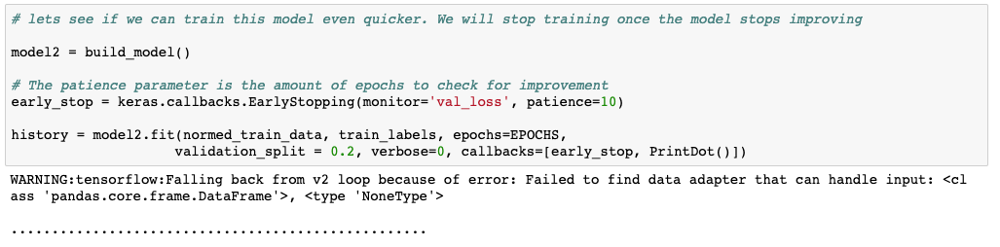 # lets see if we can train this model even quicker. We will stop training once the model stops improving
model2 = build_model()
# The patience parameter is the amount of epochs to check for improvement
early_stop = keras.callbacks.EarlyStopping(monitor='val_loss', patience=10)
history = model2.fit(normed_train_data, train_labels, epochs=EPOCHS,
validation_split = 0.2, verbose=0, callbacks=[early_stop, PrintDot()])
WARNING:tensorflow:Falling back from v2 loop because of error: Failed to find data adapter that can handle input: <cl
ass 'pandas.core.frame.DataFrame'>, <type 'NoneType'>
...................................................